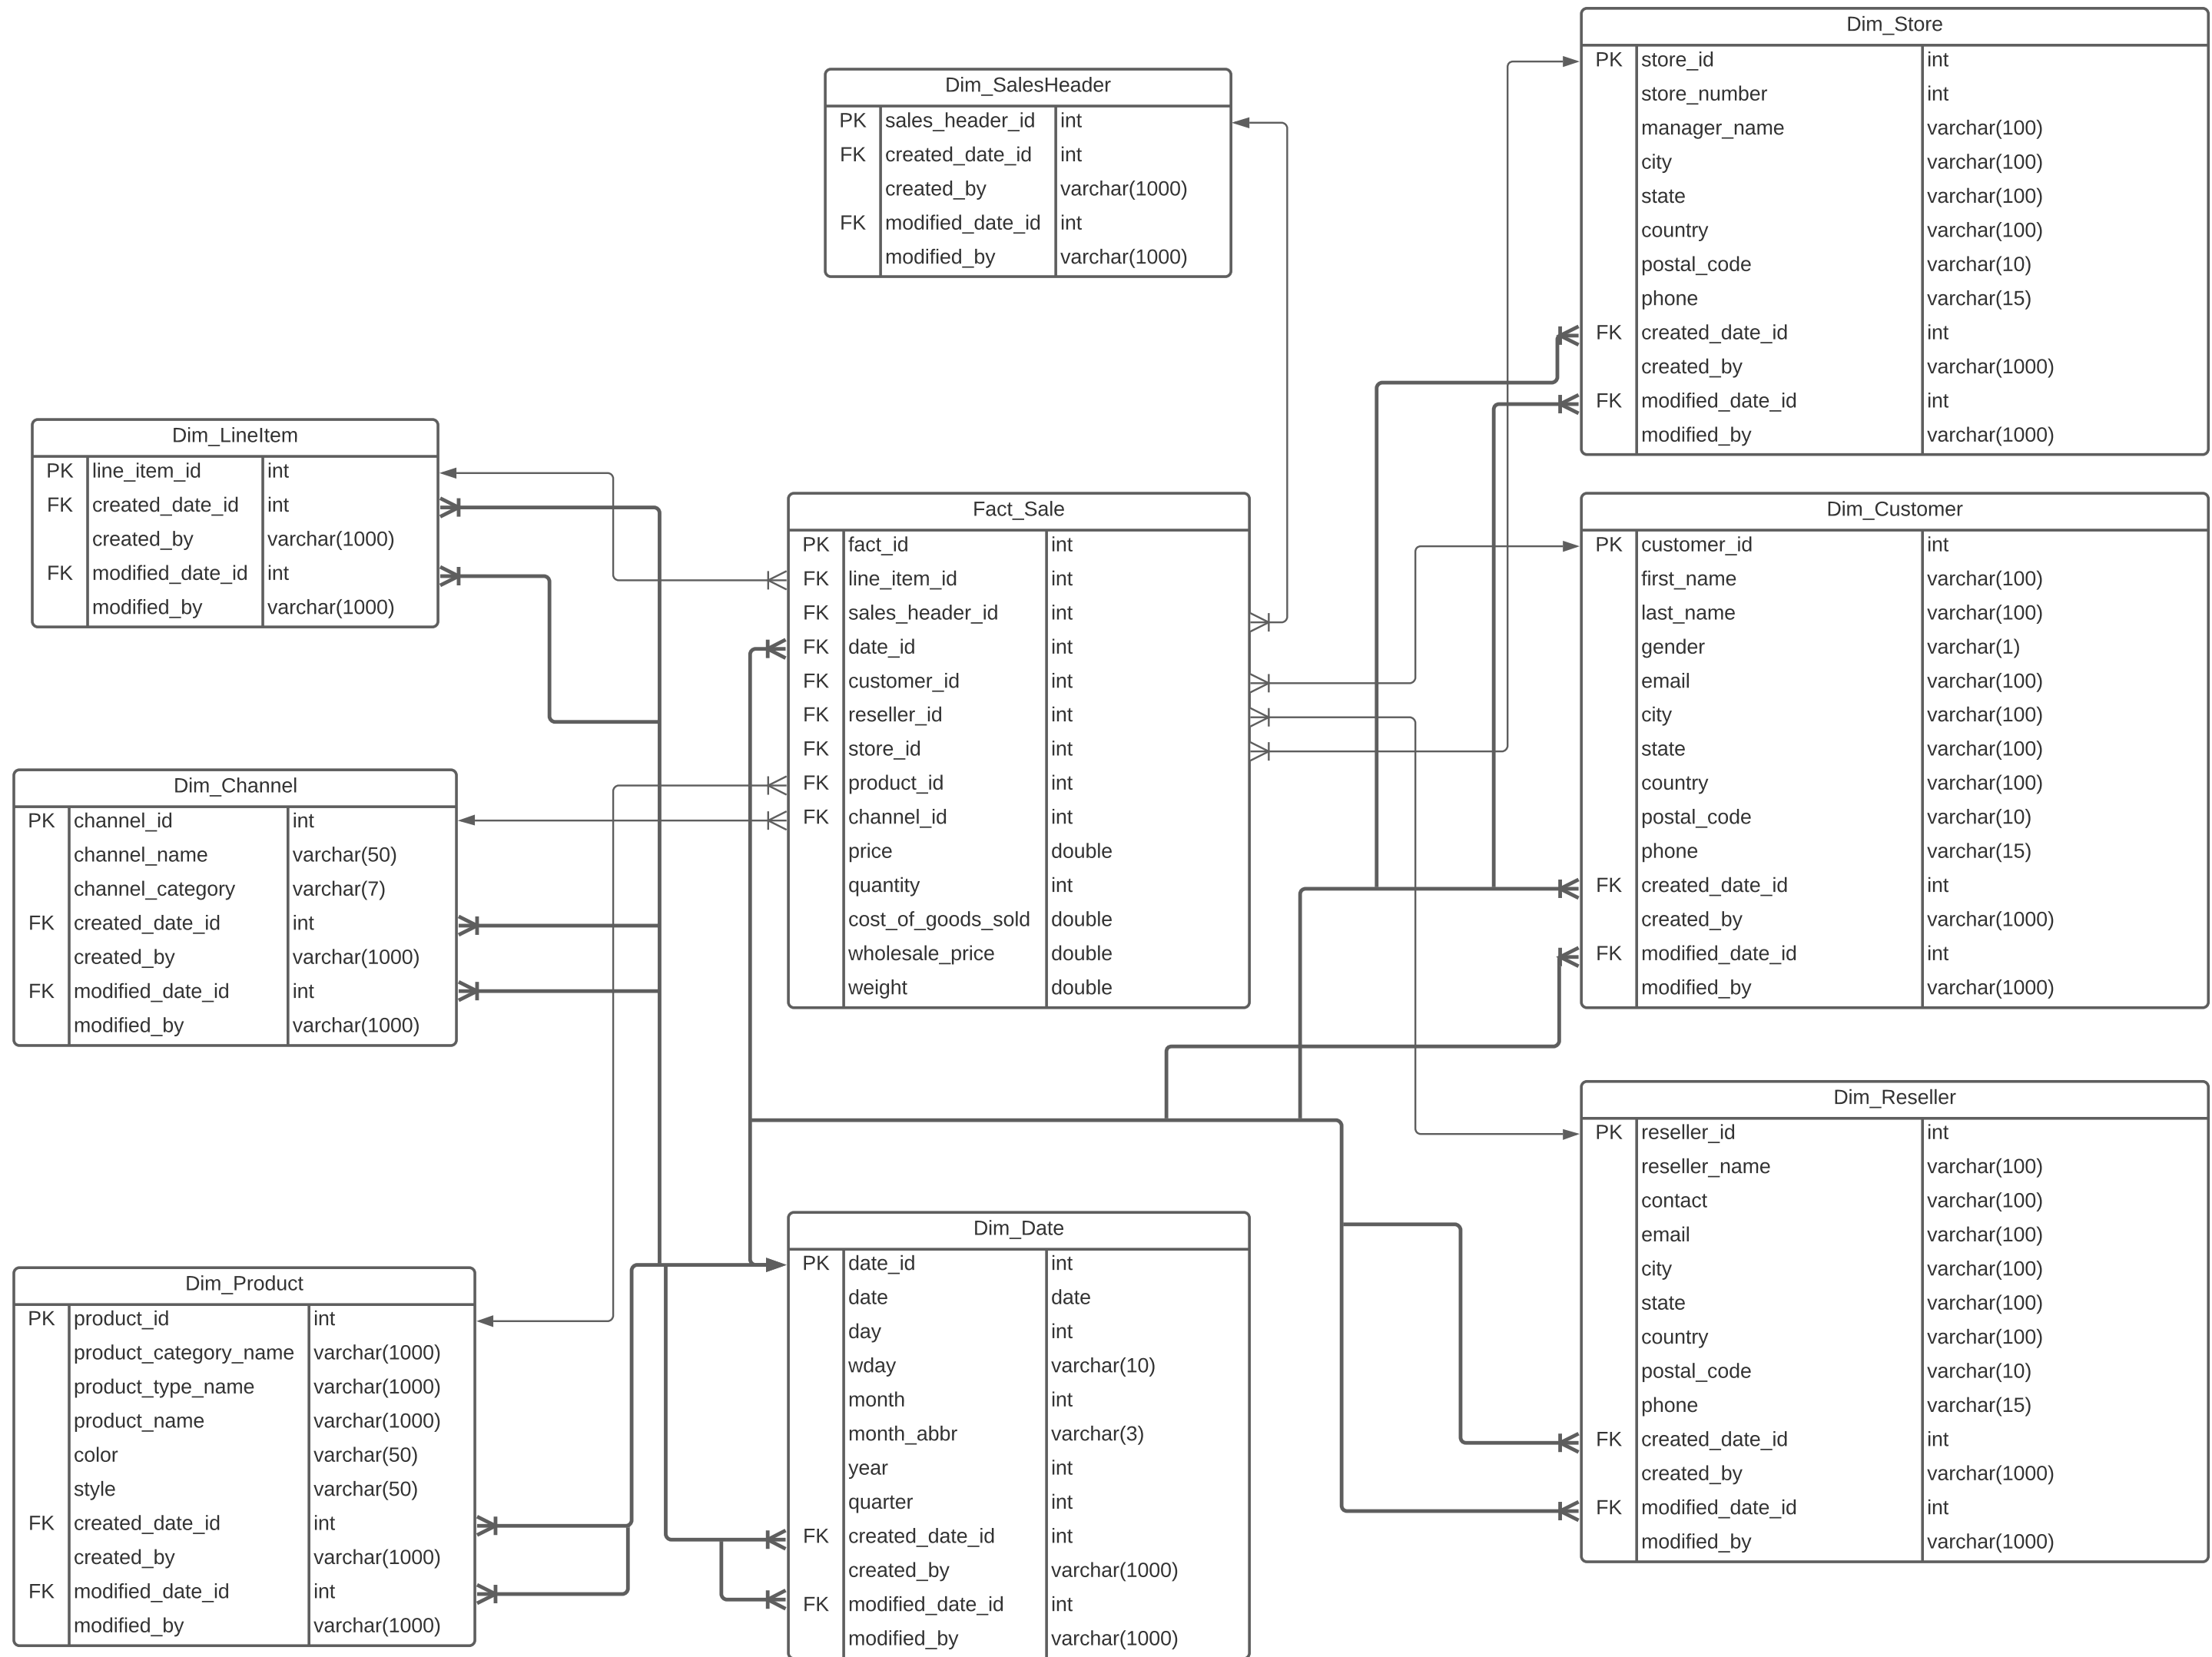 Dim_Store
PK store_id int
store_number int
manager_name varchar(100)
city varchar(100)
state varchar(100)
country varchar(100)
postal_code varchar(10)
phone varchar(15)
FK created_date_id int
created_by varchar(1000)
FK modified_date_id int
modified_by varchar(1000)
Dim_SalesHeader
PK sales_header_id int
FK created_date_id int
created_by varchar(1000)
FK modified_date_id int
modified_by varchar(1000)
Dim_LineItem
PK line_item_id int
FK created_date_id int
created_by varchar(1000)
FK modified_date_id int
modified_by varchar(1000)
Fact_Sale
PK fact_id int
FK line_item_id int
FK sales_header_id int
FK date_id int
FK customer_id int
FK reseller_id int
FK store_id int
FK product_id int
FK channel_id int
price double
quantity int
cost_of_goods_sold double
wholesale_price double
weight double
Dim_Customer
PK customer_id int
first_name varchar(100)
last_name varchar(100)
gender varchar(1)
email varchar(100)
city varchar(100)
state varchar(100)
country varchar(100)
postal_code varchar(10)
phone varchar(15)
FK created_date_id int
created_by varchar(1000)
FK modified_date_id int
modified_by varchar(1000)
Dim_Channel
PK channel_id int
channel_name varchar(50)
channel_category varchar(7)
FK created_date_id int
created_by varchar(1000)
FK modified_date_id int
modified_by varchar(1000)
Dim_Reseller
PK reseller_id int
reseller_name varchar(100)
contact varchar(100)
email varchar(100)
city varchar(100)
state varchar(100)
country varchar(100)
postal_code varchar(10)
phone varchar(15)
FK created_date_id int
created_by varchar(1000)
FK modified_date_id int
modified_by varchar(1000)
Dim_Date
PK date_id int
date date
day int
wday varchar(10)
month int
month_abbr varchar(3)
year int
quarter int
FK created_date_id int
created_by varchar(1000)
FK modified_date_id int
modified_by varchar(1000)
Dim_Product
PK product_id int
product_category_name varchar(1000)
product_type_name varchar(1000)
product_name varchar(1000)
color varchar(50)
style varchar(50)
FK created_date_id int
created_by varchar(1000)
FK modified_date_id int
modified_by varchar(1000)